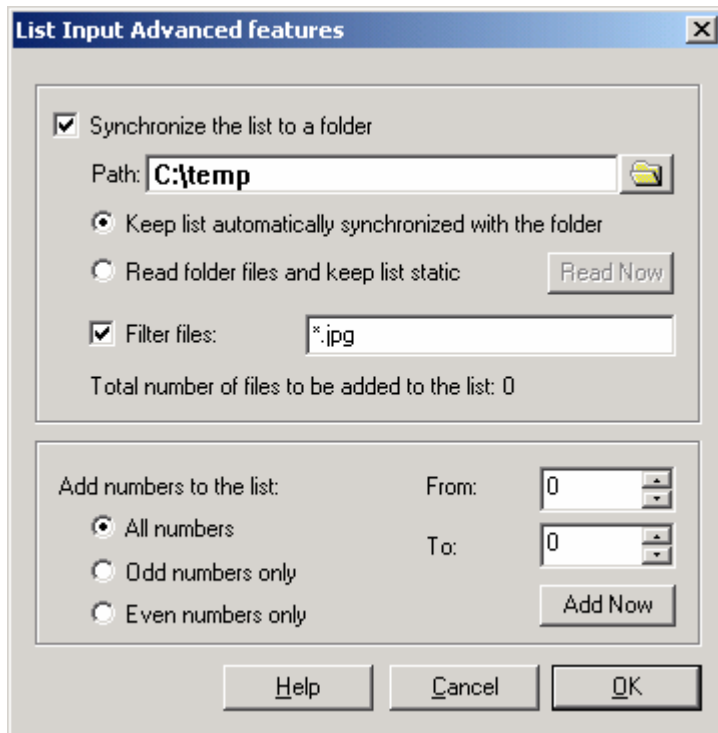 List Input Advanced features
Synchronize the list to a folder
Path: C:\temp
Keep list automatically synchronized with the folder
Read folder files and keep list static Read Now
Filter files: *.jpg
Total number of files to be added to the list: 0
Add numbers to the list: From: 0
All numbers
To: 0
Odd numbers only
Even numbers only Add Now
Help Cancel OK